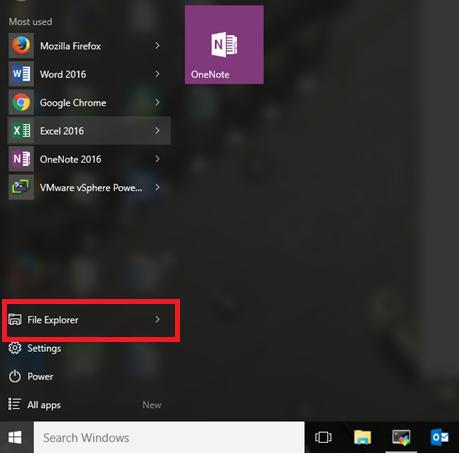 Most used
Mozilla Firefox
Word 2016
Google Chrome
Excel 2016
OneNote 2016
VMware vSphere Powe...
OneNote
File Explorer
Settings
Power
All apps New
Search Windows